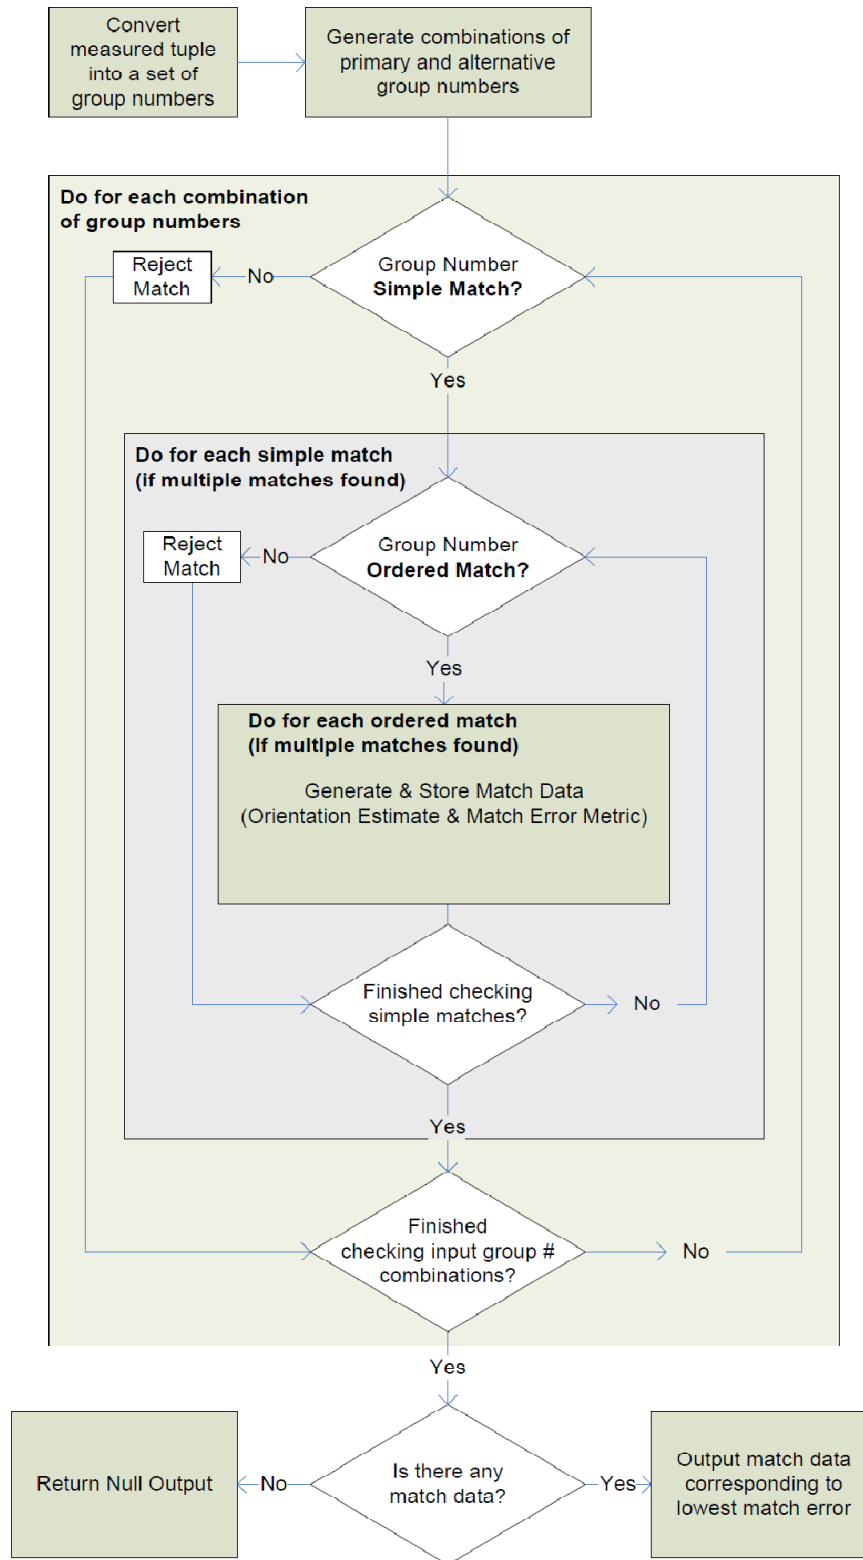 Convert
measured tuple
into a set of
group numbers
Generate combinations of
primary and alternative
group numbers
Do for each combination
of group numbers
Reject
Match
No
Group Number
Simple Match?
Yes
Do for each simple match
(if multiple matches found)
Reject
Match
No
Group Number
Ordered Match?
Yes
Do for each ordered match
(if multiple matches found)
Generate & Store Match Data
(Orientation Estimate & Match Error Metric)
Finished checking
simple matches?
No
Yes
Finished
checking input group #
combinations?
No
Yes
Return Null Output
No
Is there any
match data?
Yes
Output match data
corresponding to
lowest match error